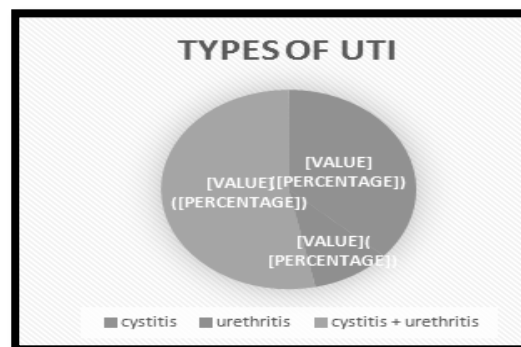 TYPES OF UTI
[VALUE]
([PERCENTAGE])
[VALUE]
([PERCENTAGE])
[VALUE](
[PERCENTAGE])
cystitis urethritis cystitis + urethritis